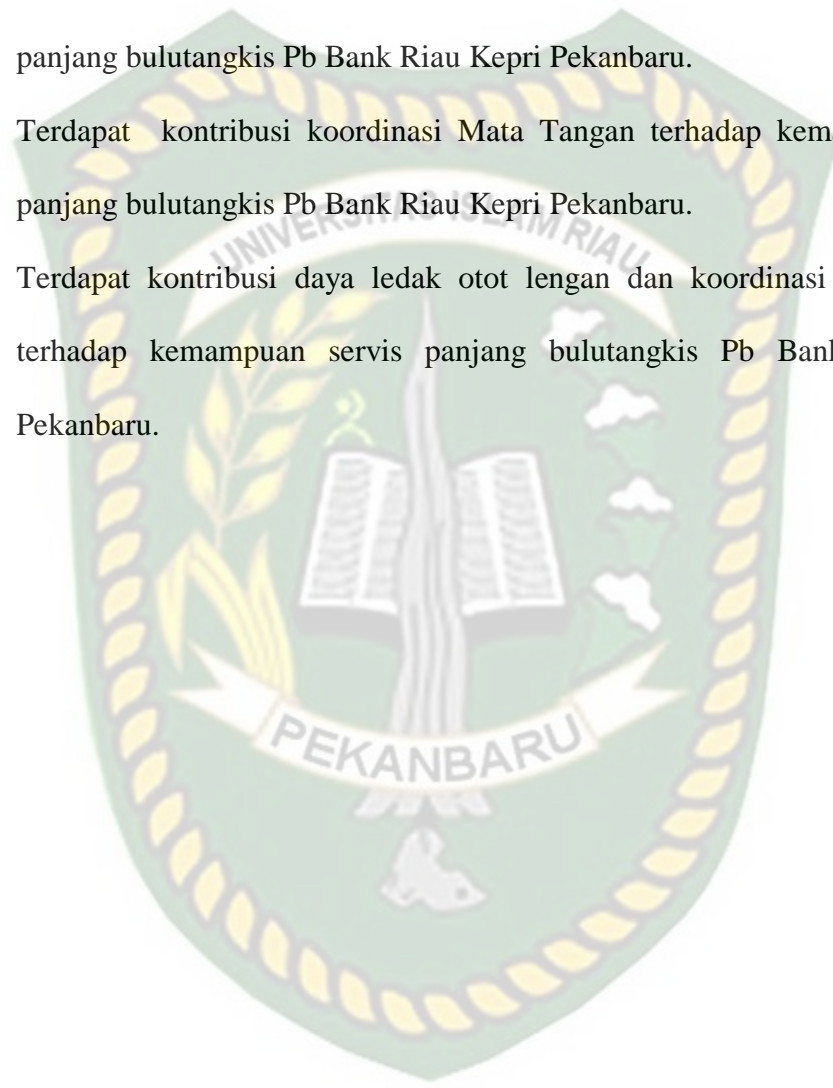 panjang bulutangkis Pb Bank Riau Kepri Pekanbaru.
Terdapat kontribusi koordinasi Mata Tangan terhadap kema
panjang bulutangkis Pb Bank Riau Kepri Pekanbaru.
UNIVERSITAS ISLAM RIAU
Terdapat kontribusi daya ledak otot lengan dan koordinasi
terhadap kemampuan servis panjang bulutangkis Pb Bank
Pekanbaru.
PEKANBARU